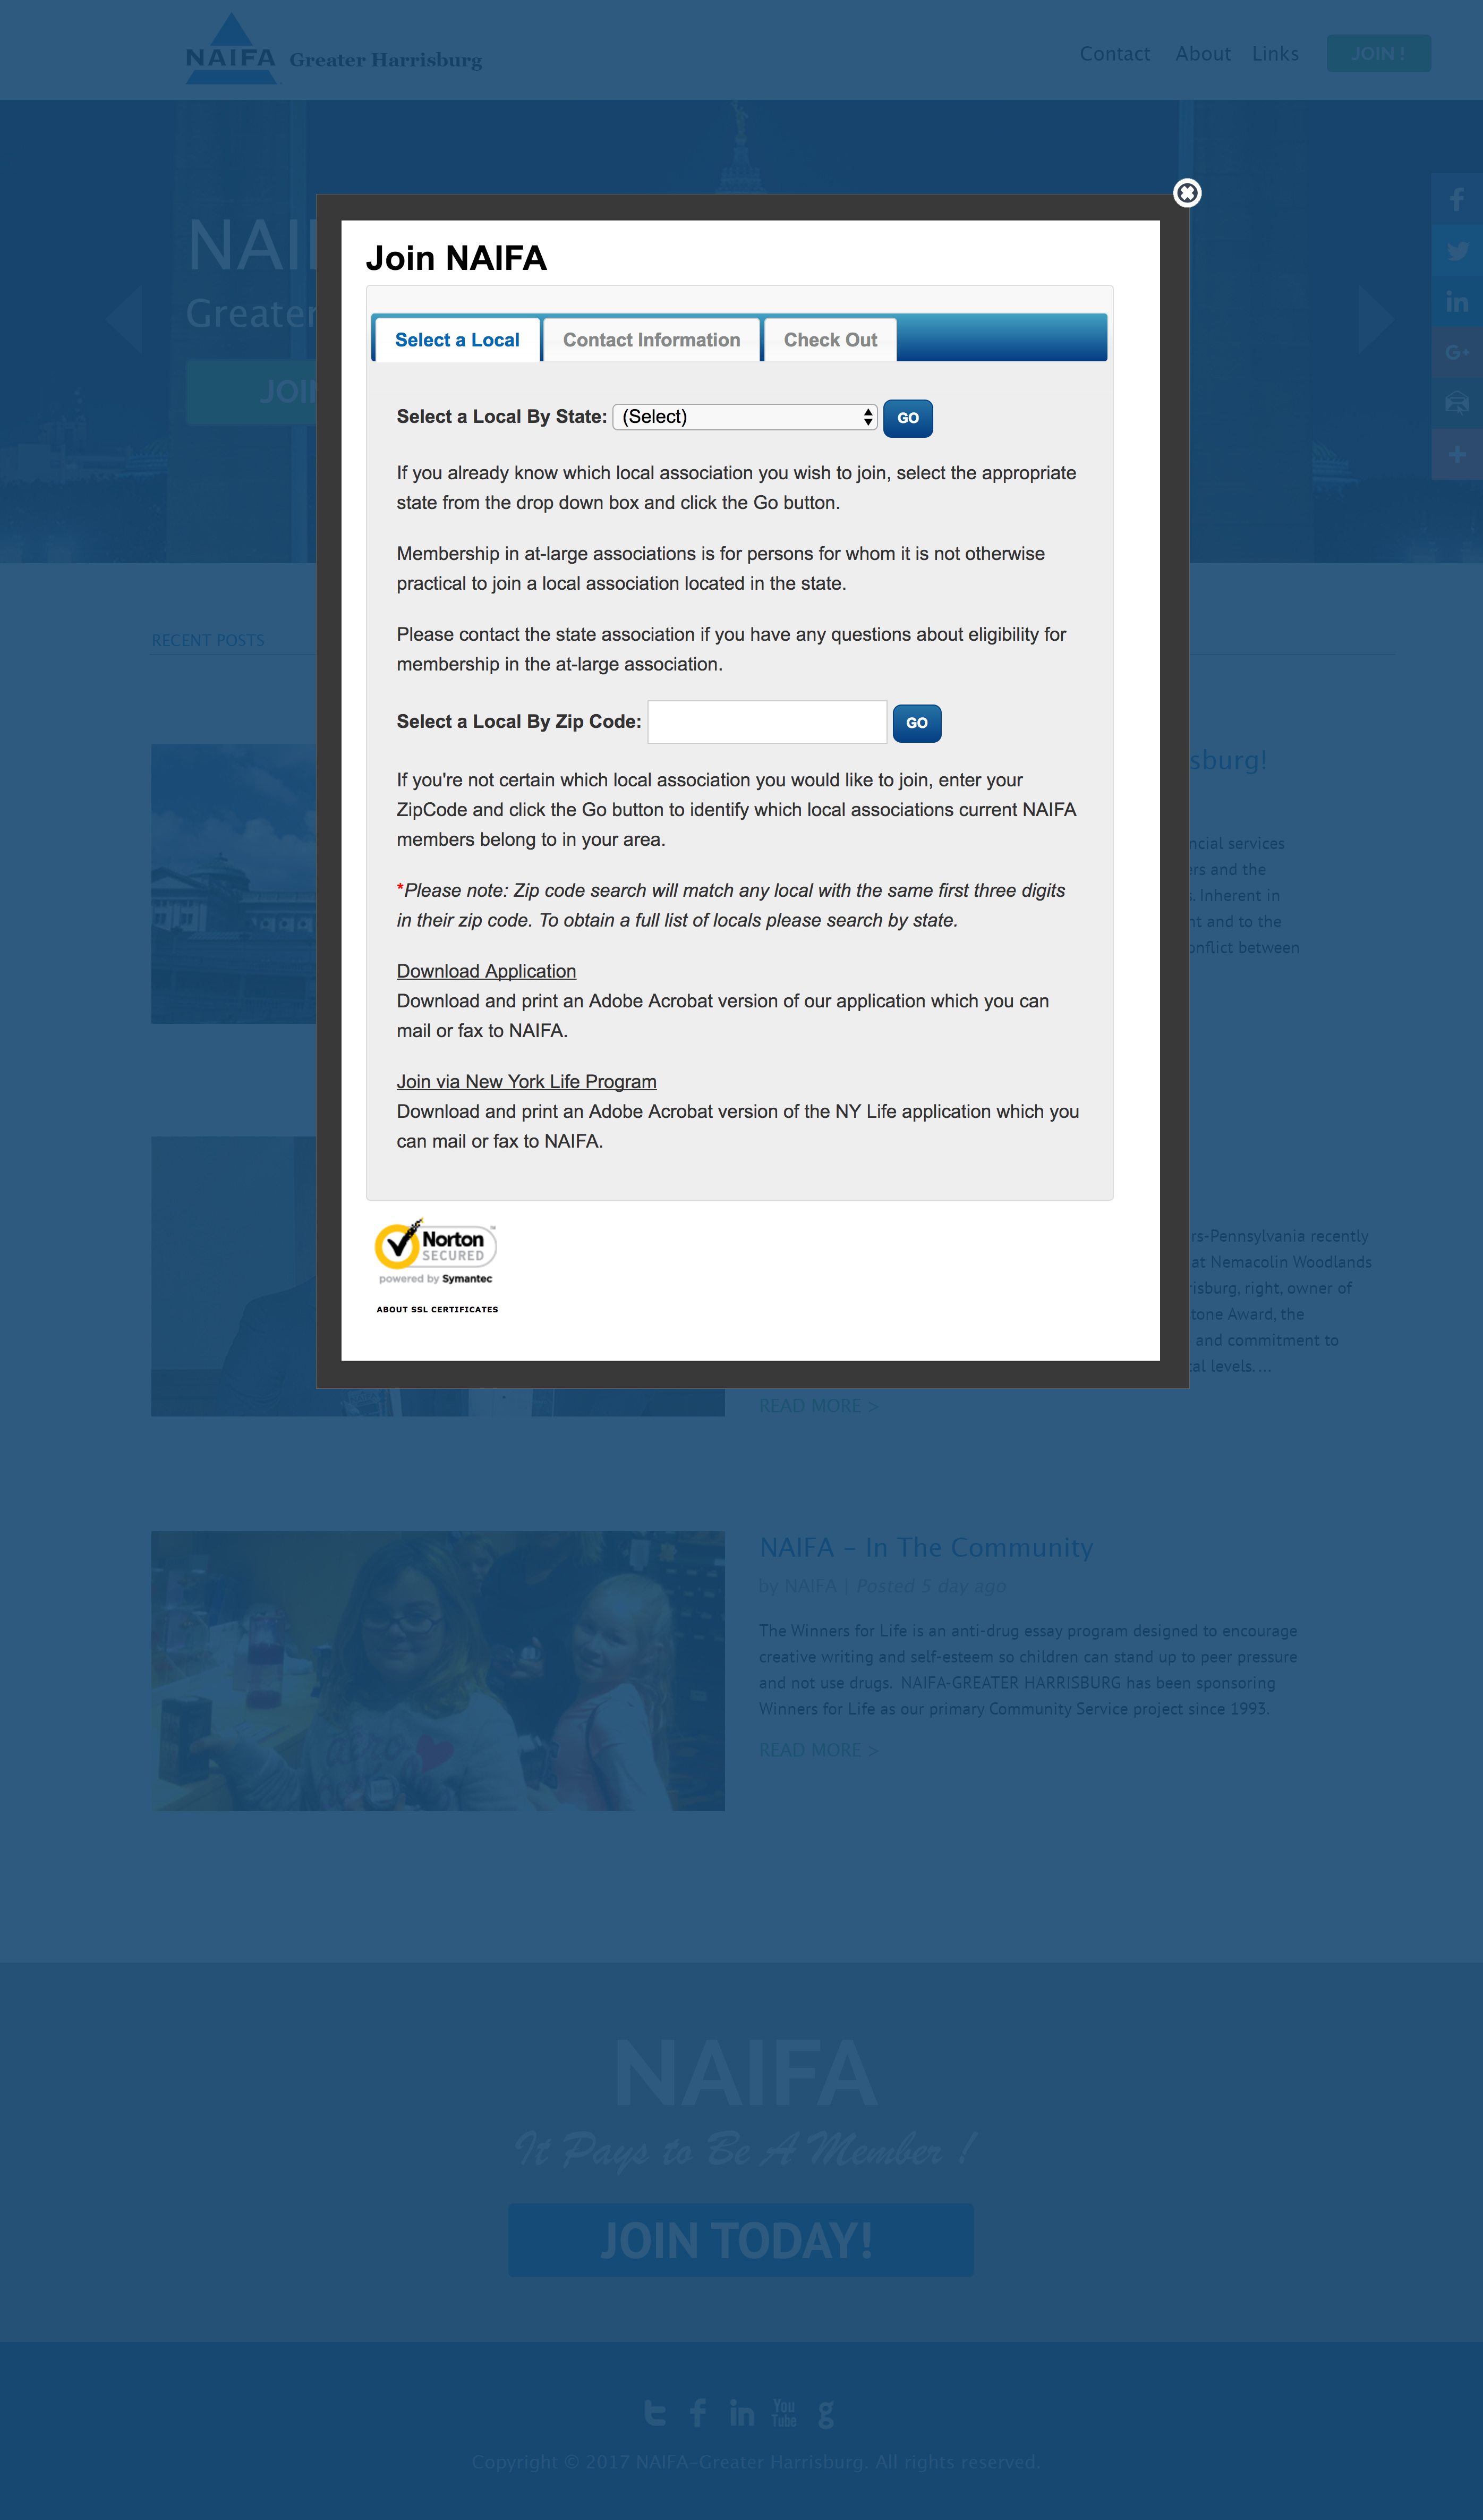 NAIFA Greater Harrisburg
Contact About Links JOIN !
Greater
Join NAIFA
Select a Local Contact Information Check Out
Select a Local By State: (Select) GO
If you already know which local association you wish to join, select the appropriate
state from the drop down box and click the Go button.
Membership in at-large associations is for persons for whom it is not otherwise
practical to join a local association located in the state.
Please contact the state association if you have any questions about eligibility for
membership in the at-large association.
Select a Local By Zip Code: GO
If you're not certain which local association you would like to join, enter your
ZipCode and click the Go button to identify which local associations current NAIFA
members belong to in your area.
*Please note: Zip code search will match any local with the same first three digits
in their zip code. To obtain a full list of locals please search by state.
Download Application
Download and print an Adobe Acrobat version of our application which you can
mail or fax to NAIFA.
Join via New York Life Program
Download and print an Adobe Acrobat version of the NY Life application which you
can mail or fax to NAIFA.
Norton
SECURED
powered by Symantec
ABOUT SSL CERTIFICATES
RECENT POSTS
sburg!
ncial services
ers and the
s. Inherent in
nt and to the
onflict between
rs-Pennsylvania recently
at Nemacolin Woodlands
risburg, right, owner of
tone Award, the
and commitment to
cal levels. ...
READ MORE >
NAIFA – In The Community
by NAIFA | Posted 5 day ago
The Winners for Life is an anti-drug essay program designed to encourage
creative writing and self-esteem so children can stand up to peer pressure
and not use drugs. NAIFA-GREATER HARRISBURG has been sponsoring
Winners for Life as our primary Community Service project since 1993.
READ MORE >
NAIFA
It Pays to Be A Member !
JOIN TODAY!
You Tube
Copyright © 2017 NAIFA-Greater Harrisburg. All rights reserved.